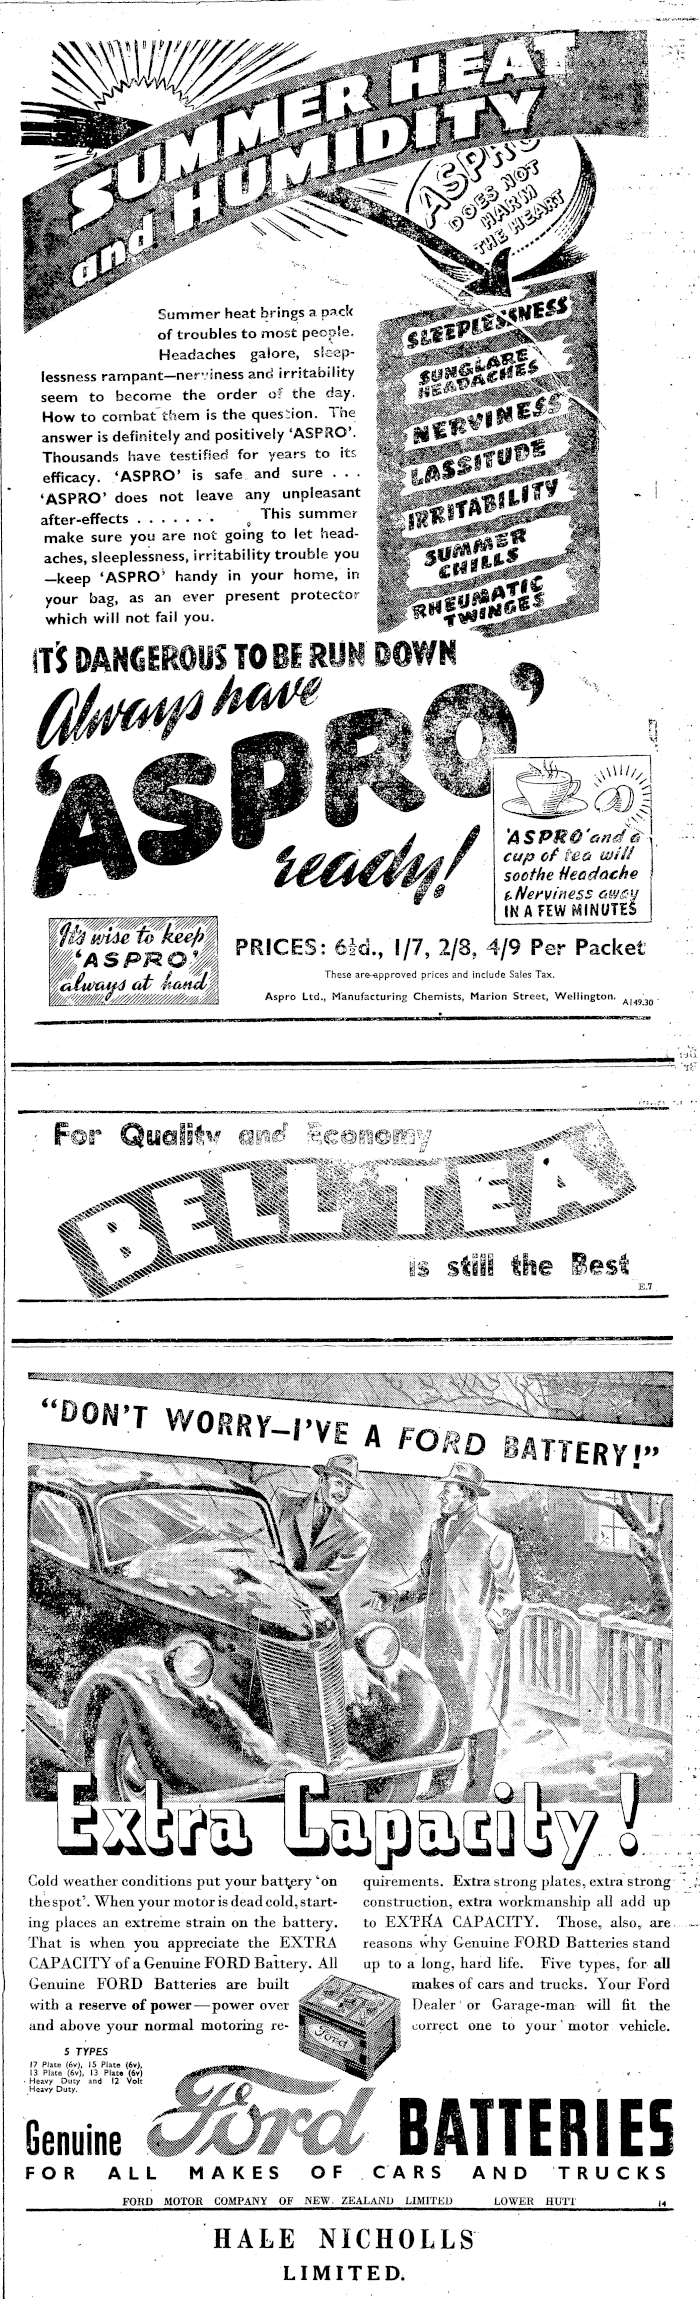 SUMMER HEAT
and HUMIDITY
ASPRO
DOES NOT
HARM
THE HEART
Summer heat brings a pack
of troubles to most people.
Headaches galore, sleep-
lessness rampant—nerviness and irritability
seem to become the order of the day.
How to combat them is the question. The
answer is definitely and positively ‘ASPRO’.
Thousands have testified for years to its
efficacy. ‘ASPRO’ is safe and sure . . .
‘ASPRO’ does not leave any unpleasant
after-effects . . . . . . . This summer
make sure you are not going to let head-
aches, sleeplessness, irritability trouble you
—keep ‘ASPRO’ handy in your home, in
your bag, as an ever present protector
which will not fail you.
SLEEPLESSNESS
SUNGLARE
HEADACHES
NERVINESS
LASSITUDE
IRRITABILITY
SUMMER
CHILLS
RHEUMATIC
TWINGES
IT'S DANGEROUS TO BE RUN DOWN
Always have
‘ASPRO’
ready!
‘ASPRO’ and a
cup of tea will
soothe Headache
& Nerviness away
IN A FEW MINUTES
It's wise to keep
‘ASPRO’
always at hand
PRICES: 6½d., 1/7, 2/8, 4/9 Per Packet
These are approved prices and include Sales Tax.
Aspro Ltd., Manufacturing Chemists, Marion Street, Wellington. A149.30
For Quality and Economy
BELL TEA
is still the Best
E.7
“DON'T WORRY—I'VE A FORD BATTERY!”
Extra Capacity!
Cold weather conditions put your battery ‘on
the spot’. When your motor is dead cold, start-
ing places an extreme strain on the battery.
That is when you appreciate the EXTRA
CAPACITY of a Genuine FORD Battery. All
Genuine FORD Batteries are built
with a reserve of power—power over
and above your normal motoring re-
quirements. Extra strong plates, extra strong
construction, extra workmanship all add up
to EXTRA CAPACITY. Those, also, are
reasons why Genuine FORD Batteries stand
up to a long, hard life. Five types, for all
makes of cars and trucks. Your Ford
Dealer or Garage-man will fit the
correct one to your motor vehicle.
Ford
5 TYPES
17 Plate (6v), 15 Plate (6v),
13 Plate (6v), 13 Plate (6v)
Heavy Duty and 12 Volt
Heavy Duty.
Genuine Ford BATTERIES
FOR ALL MAKES OF CARS AND TRUCKS
FORD MOTOR COMPANY OF NEW ZEALAND LIMITED LOWER HUTT 14
HALE NICHOLLS
LIMITED.